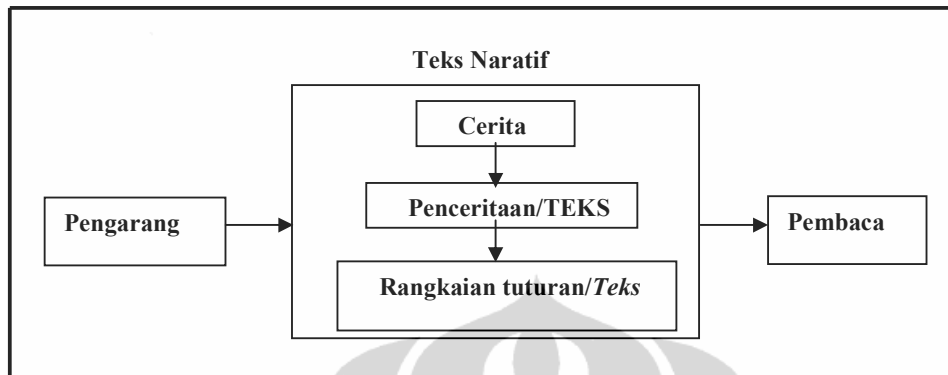 Teks Naratif
Cerita
Pengarang
Penceritaan/TEKS
Pembaca
Rangkaian tuturan/Teks